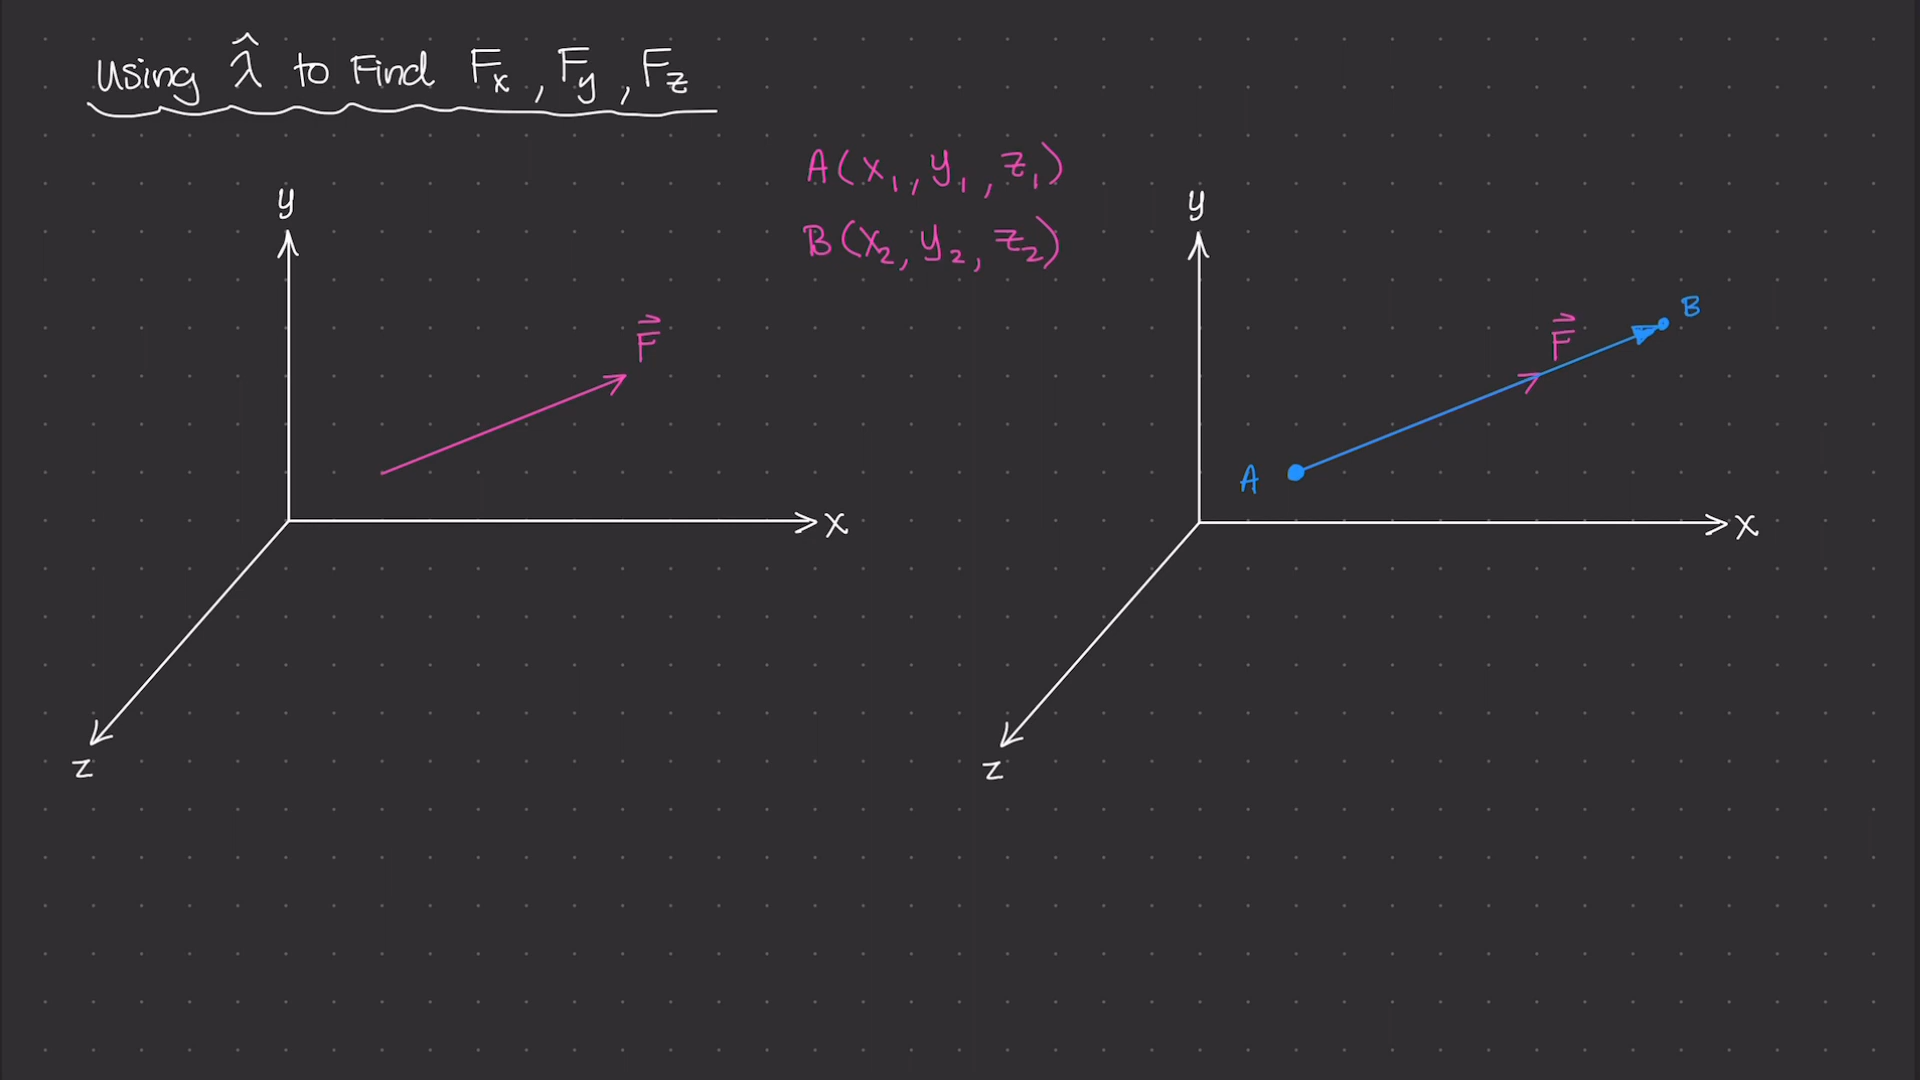 Using λ̂ to Find Fx, Fy, Fz
A(x₁, y₁, z₁)
B(x₂, y₂, z₂)
y
F⃗
x
z
y
B
F⃗
A
x
z